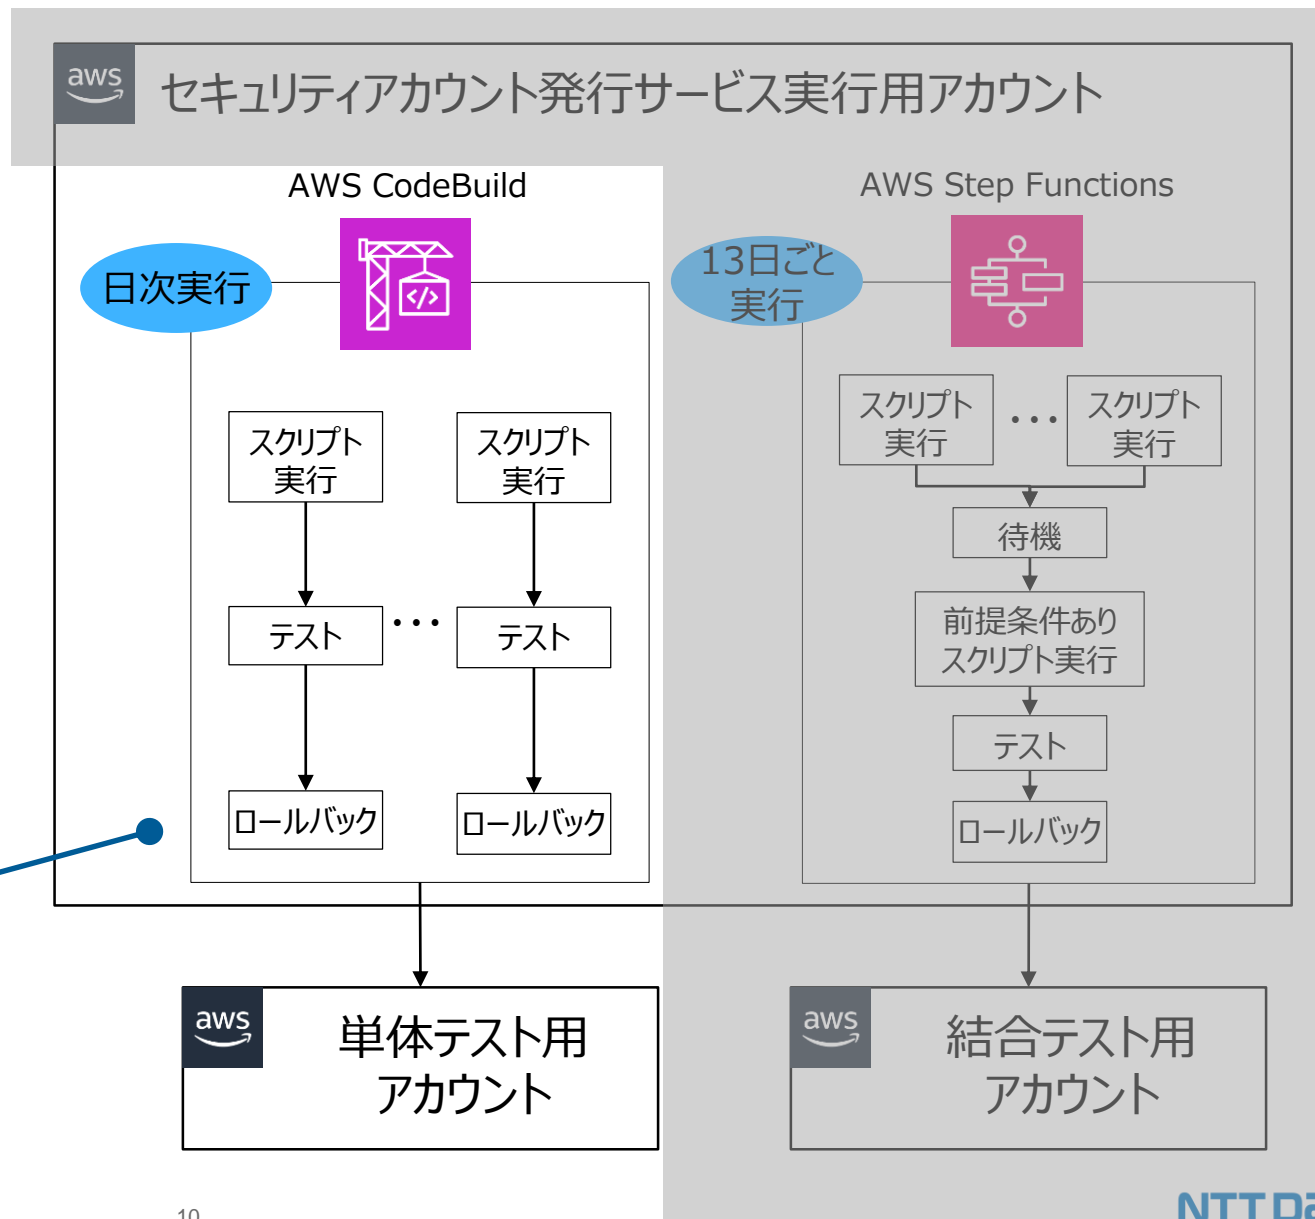 aws
セキュリティアカウント発行サービス実行用アカウント
AWS CodeBuild
日次実行
</>
スクリプト
実行
スクリプト
実行
テスト
・・・
テスト
ロールバック
ロールバック
AWS Step Functions
13日ごと
実行
スクリプト
実行
・・・
スクリプト
実行
待機
前提条件あり
スクリプト実行
テスト
ロールバック
aws
単体テスト用
アカウント
aws
結合テスト用
アカウント
10
NTT